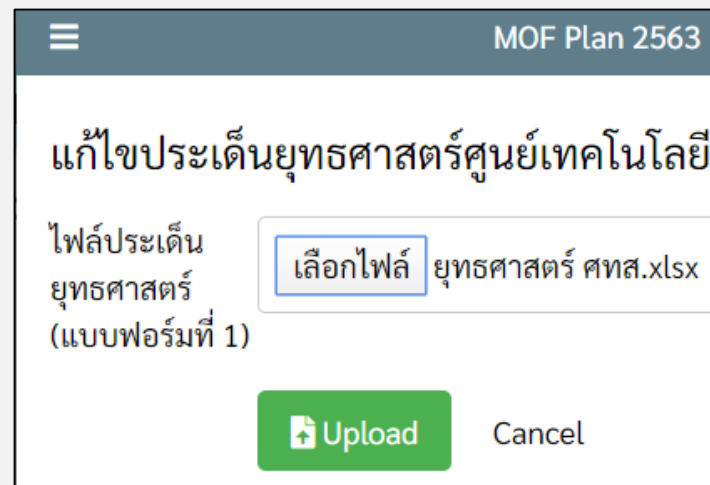 MOF Plan 2563
แก้ไขประเด็นยุทธศาสตร์ศูนย์เทคโนโลยี
ไฟล์ประเด็น
ยุทธศาสตร์
(แบบฟอร์มที่ 1)
เลือกไฟล์ ยุทธศาสตร์ ศทส.xlsx
Upload Cancel